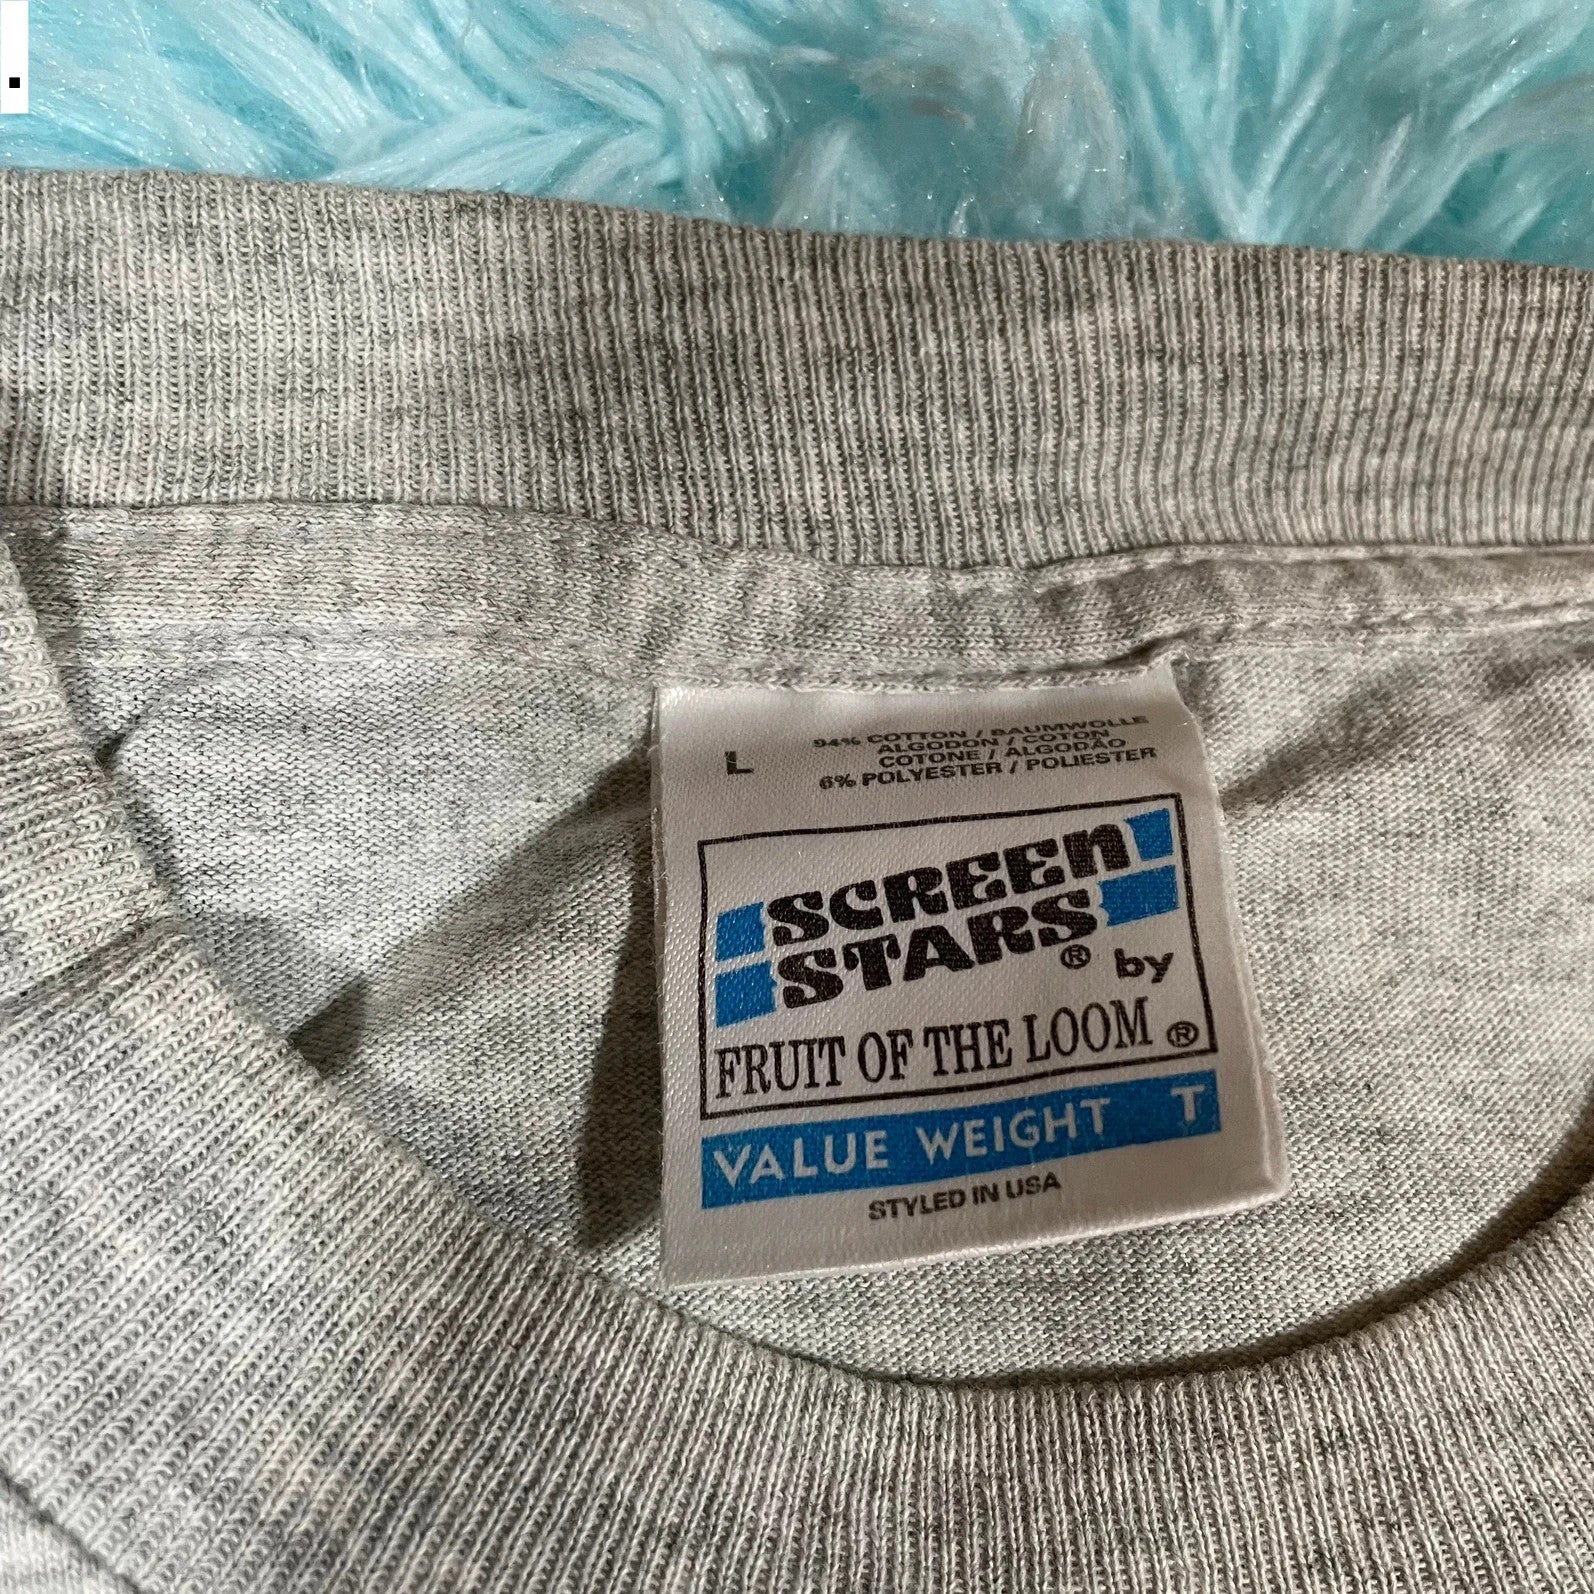 .
L
94% COTTON / BAUMWOLLE
ALGODON / COTON
COTONE / ALGODÃO
6% POLYESTER / POLIESTER
SCREEN
STARS® by
FRUIT OF THE LOOM®
VALUE WEIGHT T
STYLED IN USA